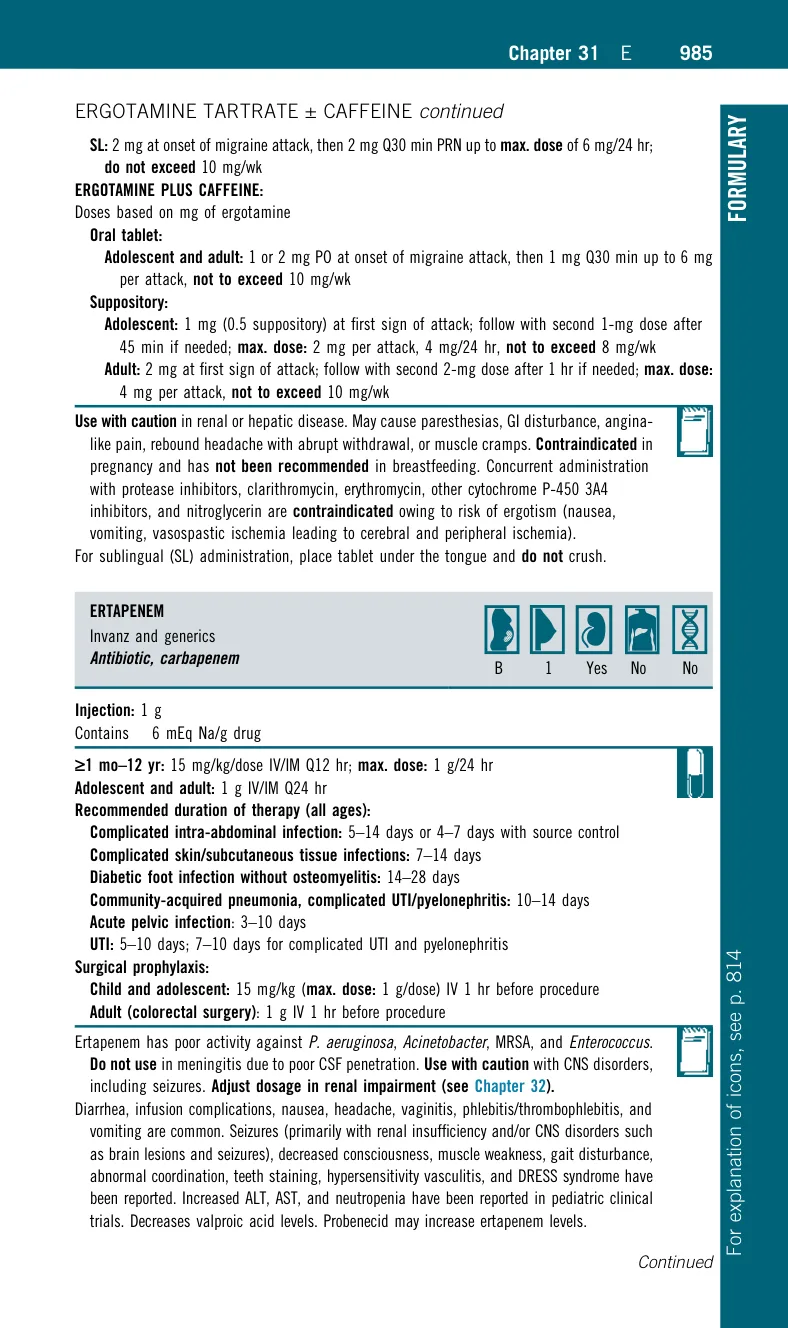 Chapter 31 E 985
ERGOTAMINE TARTRATE ± CAFFEINE continued
SL: 2 mg at onset of migraine attack, then 2 mg Q30 min PRN up to max. dose of 6 mg/24 hr;
do not exceed 10 mg/wk
ERGOTAMINE PLUS CAFFEINE:
Doses based on mg of ergotamine
Oral tablet:
Adolescent and adult: 1 or 2 mg PO at onset of migraine attack, then 1 mg Q30 min up to 6 mg
per attack, not to exceed 10 mg/wk
Suppository:
Adolescent: 1 mg (0.5 suppository) at first sign of attack; follow with second 1-mg dose after
45 min if needed; max. dose: 2 mg per attack, 4 mg/24 hr, not to exceed 8 mg/wk
Adult: 2 mg at first sign of attack; follow with second 2-mg dose after 1 hr if needed; max. dose:
4 mg per attack, not to exceed 10 mg/wk
Use with caution in renal or hepatic disease. May cause paresthesias, GI disturbance, angina-
like pain, rebound headache with abrupt withdrawal, or muscle cramps. Contraindicated in
pregnancy and has not been recommended in breastfeeding. Concurrent administration
with protease inhibitors, clarithromycin, erythromycin, other cytochrome P-450 3A4
inhibitors, and nitroglycerin are contraindicated owing to risk of ergotism (nausea,
vomiting, vasospastic ischemia leading to cerebral and peripheral ischemia).
For sublingual (SL) administration, place tablet under the tongue and do not crush.
ERTAPENEM
Invanz and generics
Antibiotic, carbapenem
B 1 Yes No No
Injection: 1 g
Contains 6 mEq Na/g drug
≥1 mo–12 yr: 15 mg/kg/dose IV/IM Q12 hr; max. dose: 1 g/24 hr
Adolescent and adult: 1 g IV/IM Q24 hr
Recommended duration of therapy (all ages):
Complicated intra-abdominal infection: 5–14 days or 4–7 days with source control
Complicated skin/subcutaneous tissue infections: 7–14 days
Diabetic foot infection without osteomyelitis: 14–28 days
Community-acquired pneumonia, complicated UTI/pyelonephritis: 10–14 days
Acute pelvic infection: 3–10 days
UTI: 5–10 days; 7–10 days for complicated UTI and pyelonephritis
Surgical prophylaxis:
Child and adolescent: 15 mg/kg (max. dose: 1 g/dose) IV 1 hr before procedure
Adult (colorectal surgery): 1 g IV 1 hr before procedure
Ertapenem has poor activity against P. aeruginosa, Acinetobacter, MRSA, and Enterococcus.
Do not use in meningitis due to poor CSF penetration. Use with caution with CNS disorders,
including seizures. Adjust dosage in renal impairment (see Chapter 32).
Diarrhea, infusion complications, nausea, headache, vaginitis, phlebitis/thrombophlebitis, and
vomiting are common. Seizures (primarily with renal insufficiency and/or CNS disorders such
as brain lesions and seizures), decreased consciousness, muscle weakness, gait disturbance,
abnormal coordination, teeth staining, hypersensitivity vasculitis, and DRESS syndrome have
been reported. Increased ALT, AST, and neutropenia have been reported in pediatric clinical
trials. Decreases valproic acid levels. Probenecid may increase ertapenem levels.
Continued
FORMULARY
For explanation of icons, see p. 814